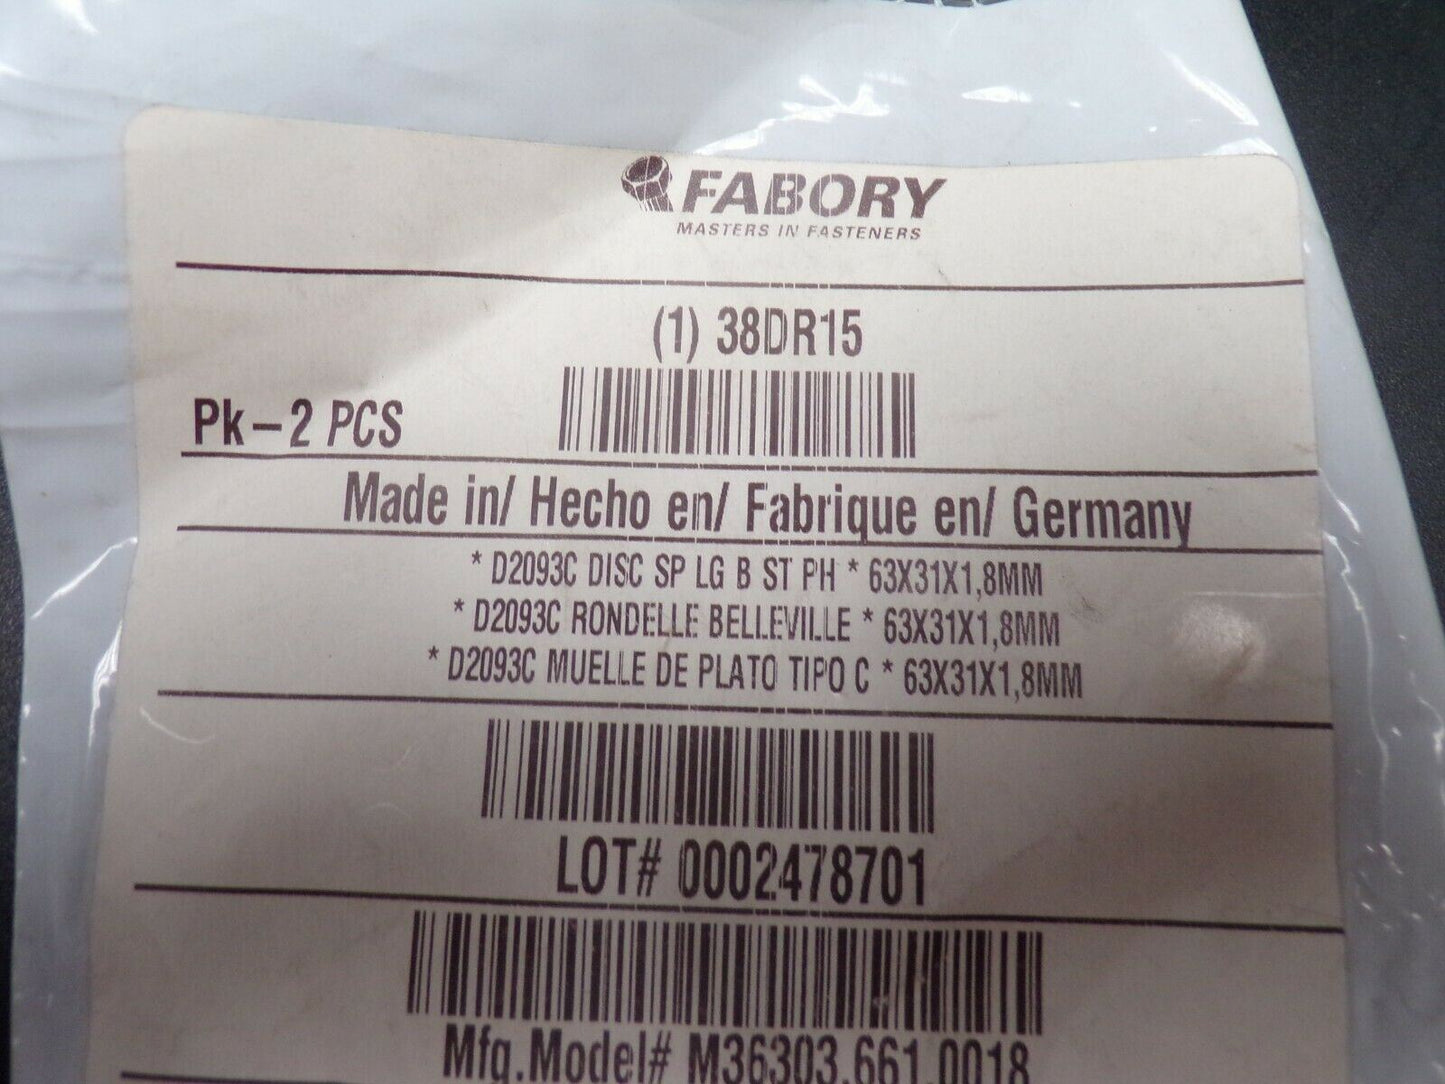 FABORY
MASTERS IN FASTENERS
(1) 38DR15
Pk-2 PCS
Made in/ Hecho en/ Fabrique en/ Germany
* D2093C DISC SP LG B ST PH * 63X31X1,8MM
* D2093C RONDELLE BELLEVILLE * 63X31X1,8MM
* D2093C MUELLE DE PLATO TIPO C * 63X31X1,8MM
LOT# 0002478701
Mfg.Model# M36303.661.0018